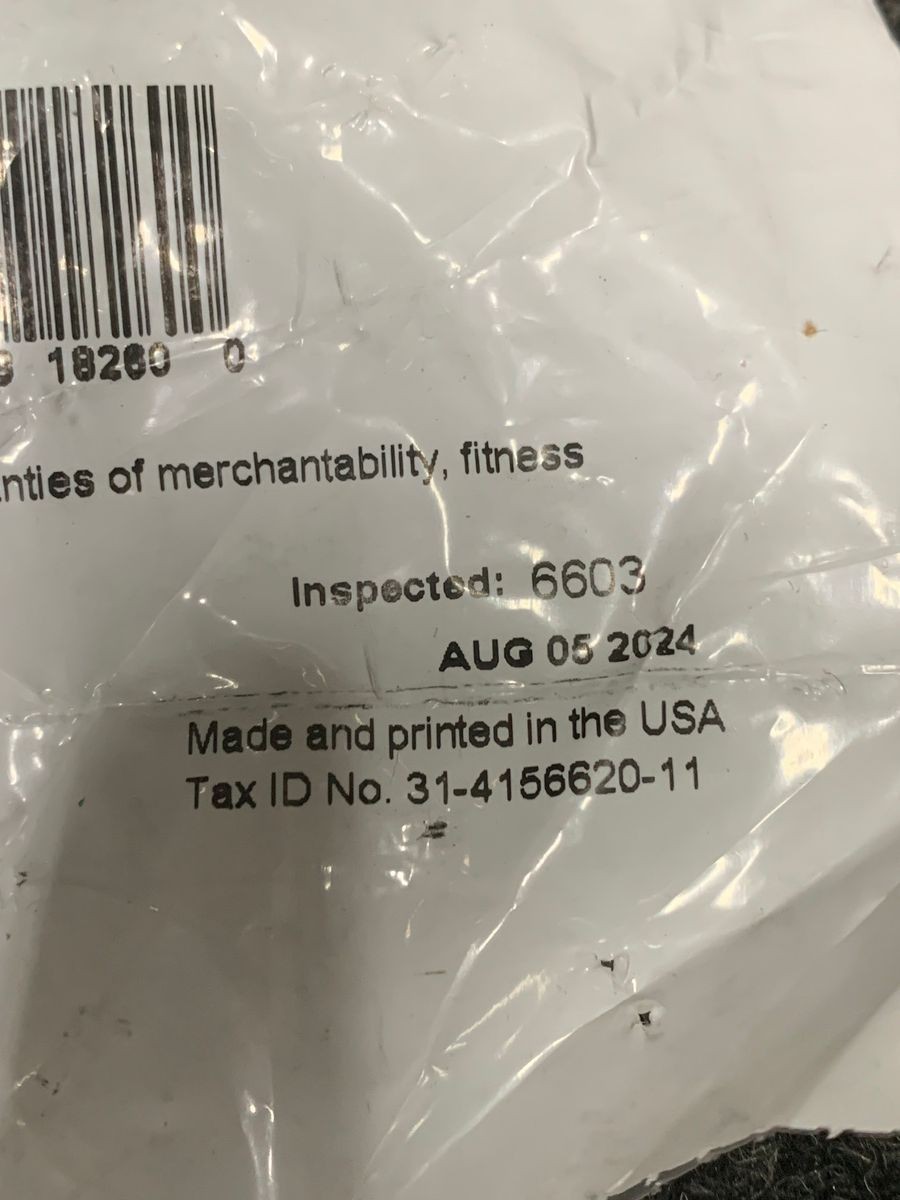 18260 0
of merchantability, fitness
Inspected: 6603
AUG 05 2024
Made and printed in the USA
Tax ID No. 31-4156620-11